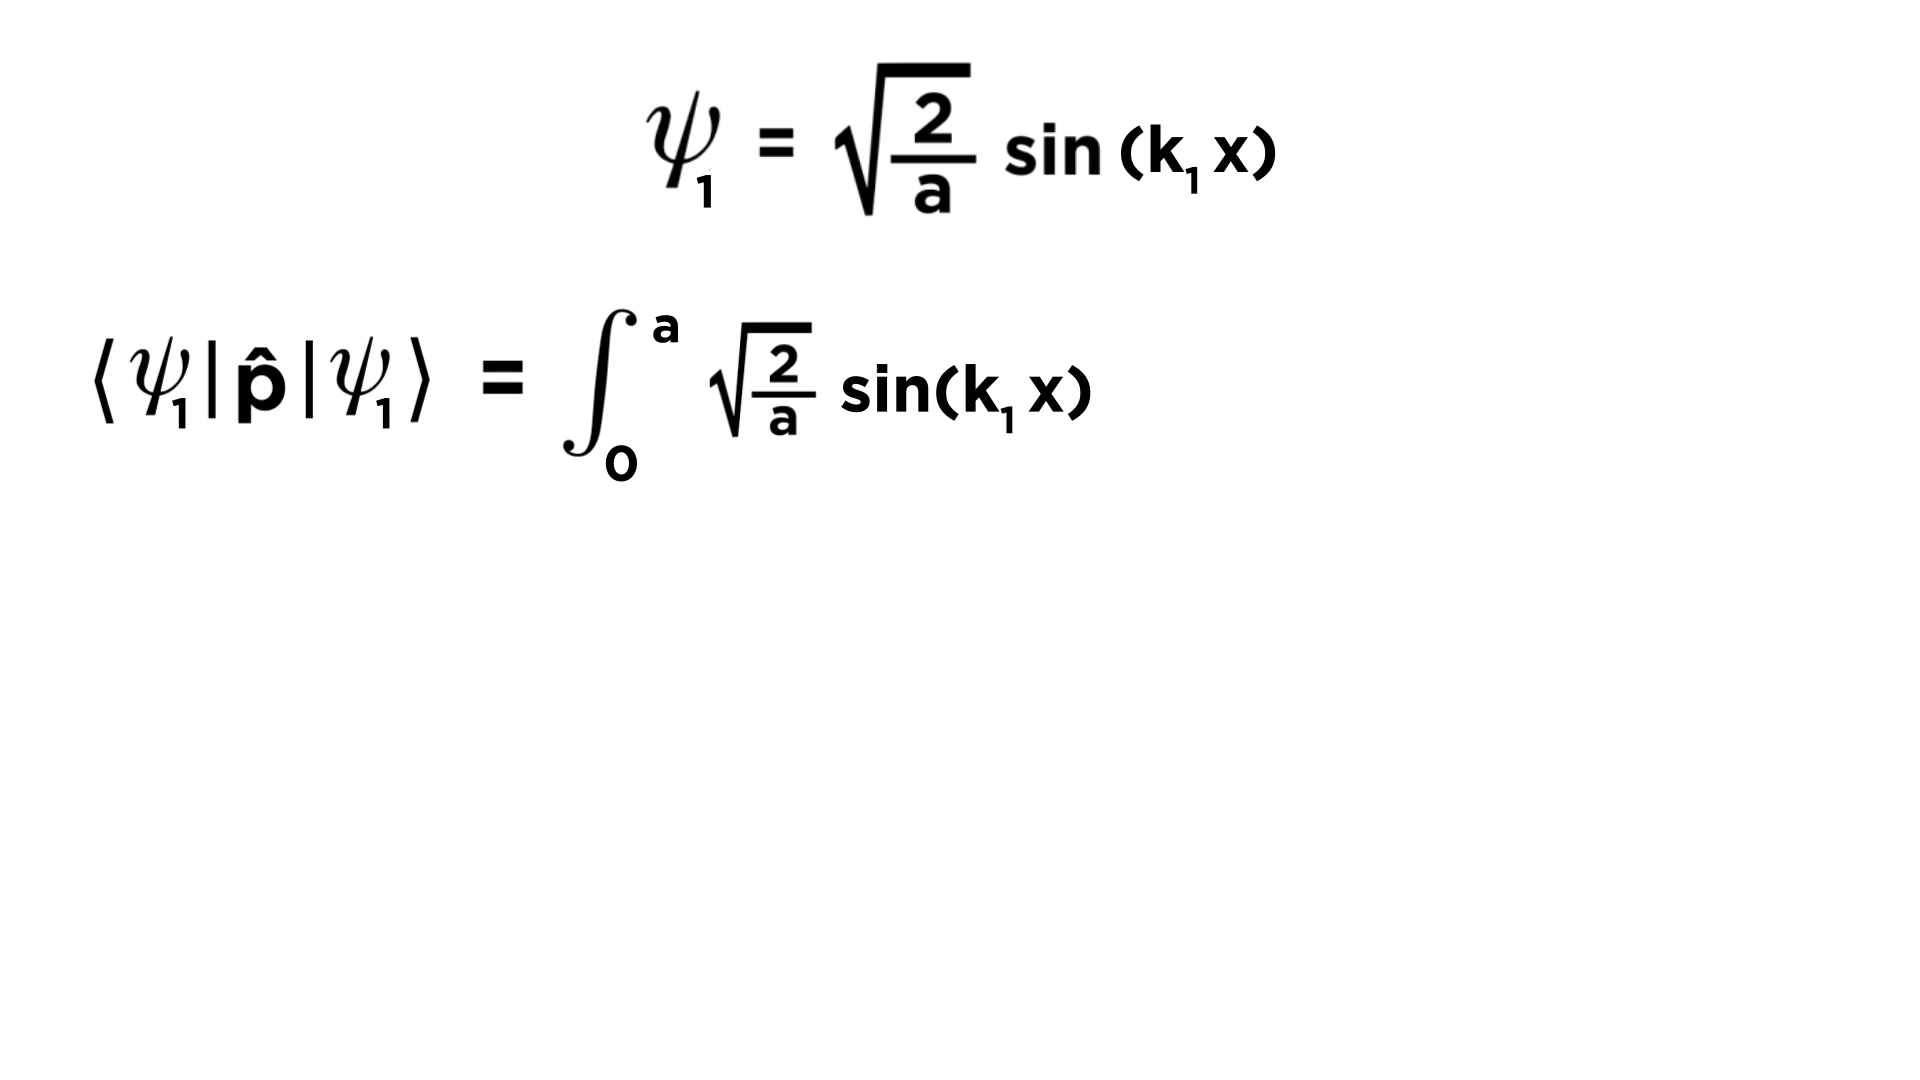 ψ₁ = √(2/a) sin (k₁ x)
⟨ψ₁|p̂|ψ₁⟩ = ∫₀ᵃ √(2/a) sin(k₁ x)